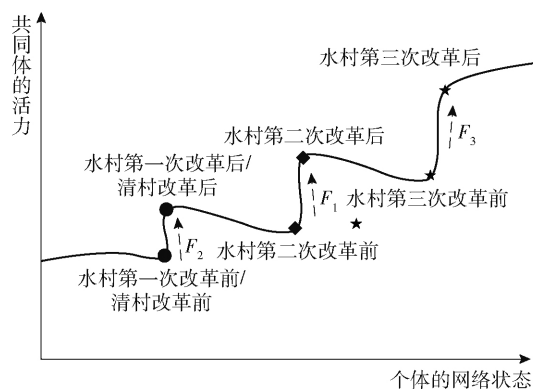 共同体的活力
水村第三次改革后
水村第二次改革后
F3
水村第一次改革后/
清村改革后
F1
水村第三次改革前
F2
水村第二次改革前
水村第一次改革前/
清村改革前
个体的网络状态